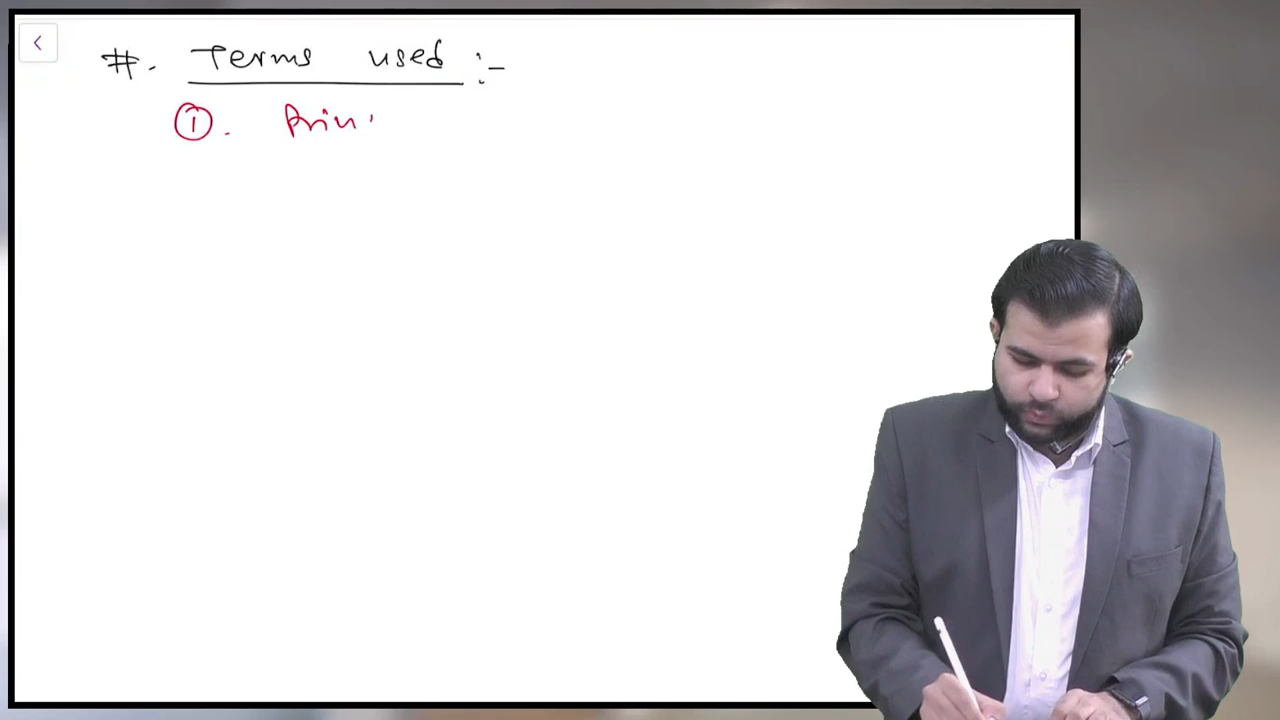 #. Terms used :-
①. Prin